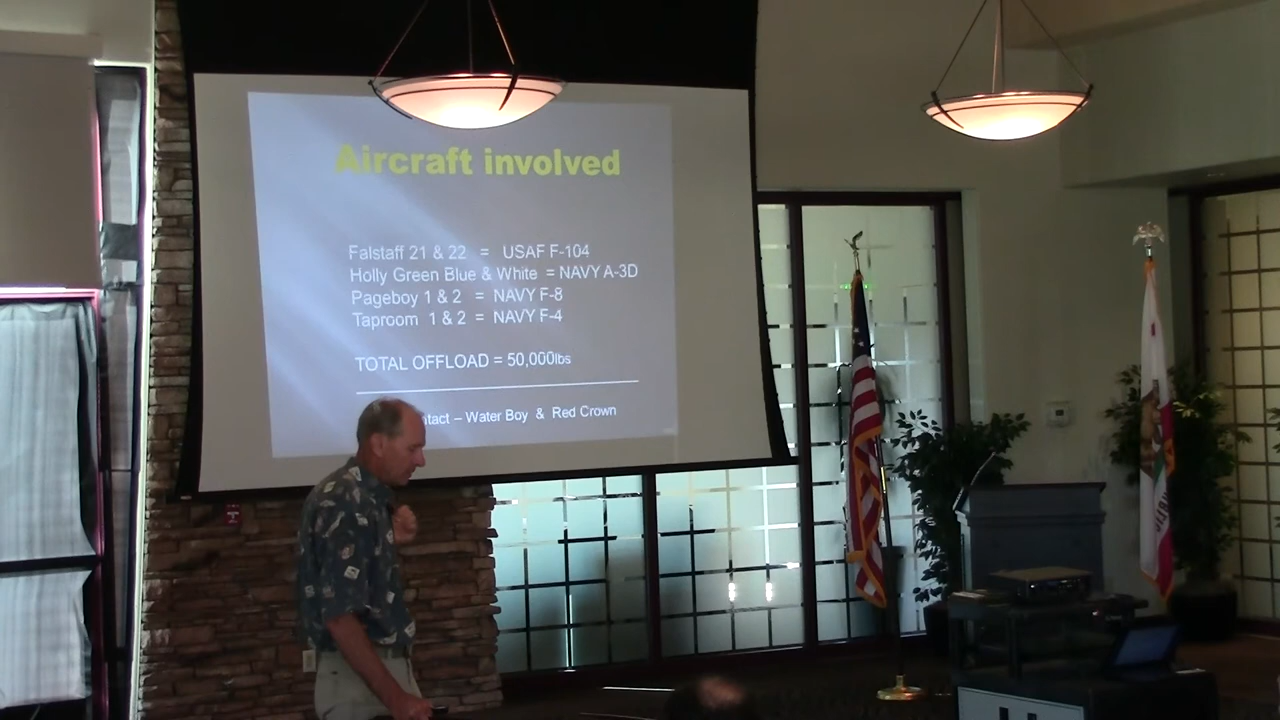 Aircraft involved
Falstaff 21 & 22 = USAF F-104
Holly Green Blue & White = NAVY A-3D
Pageboy 1 & 2 = NAVY F-8
Taproom 1 & 2 = NAVY F-4
TOTAL OFFLOAD = 50,000lbs
ntact – Water Boy & Red Crown